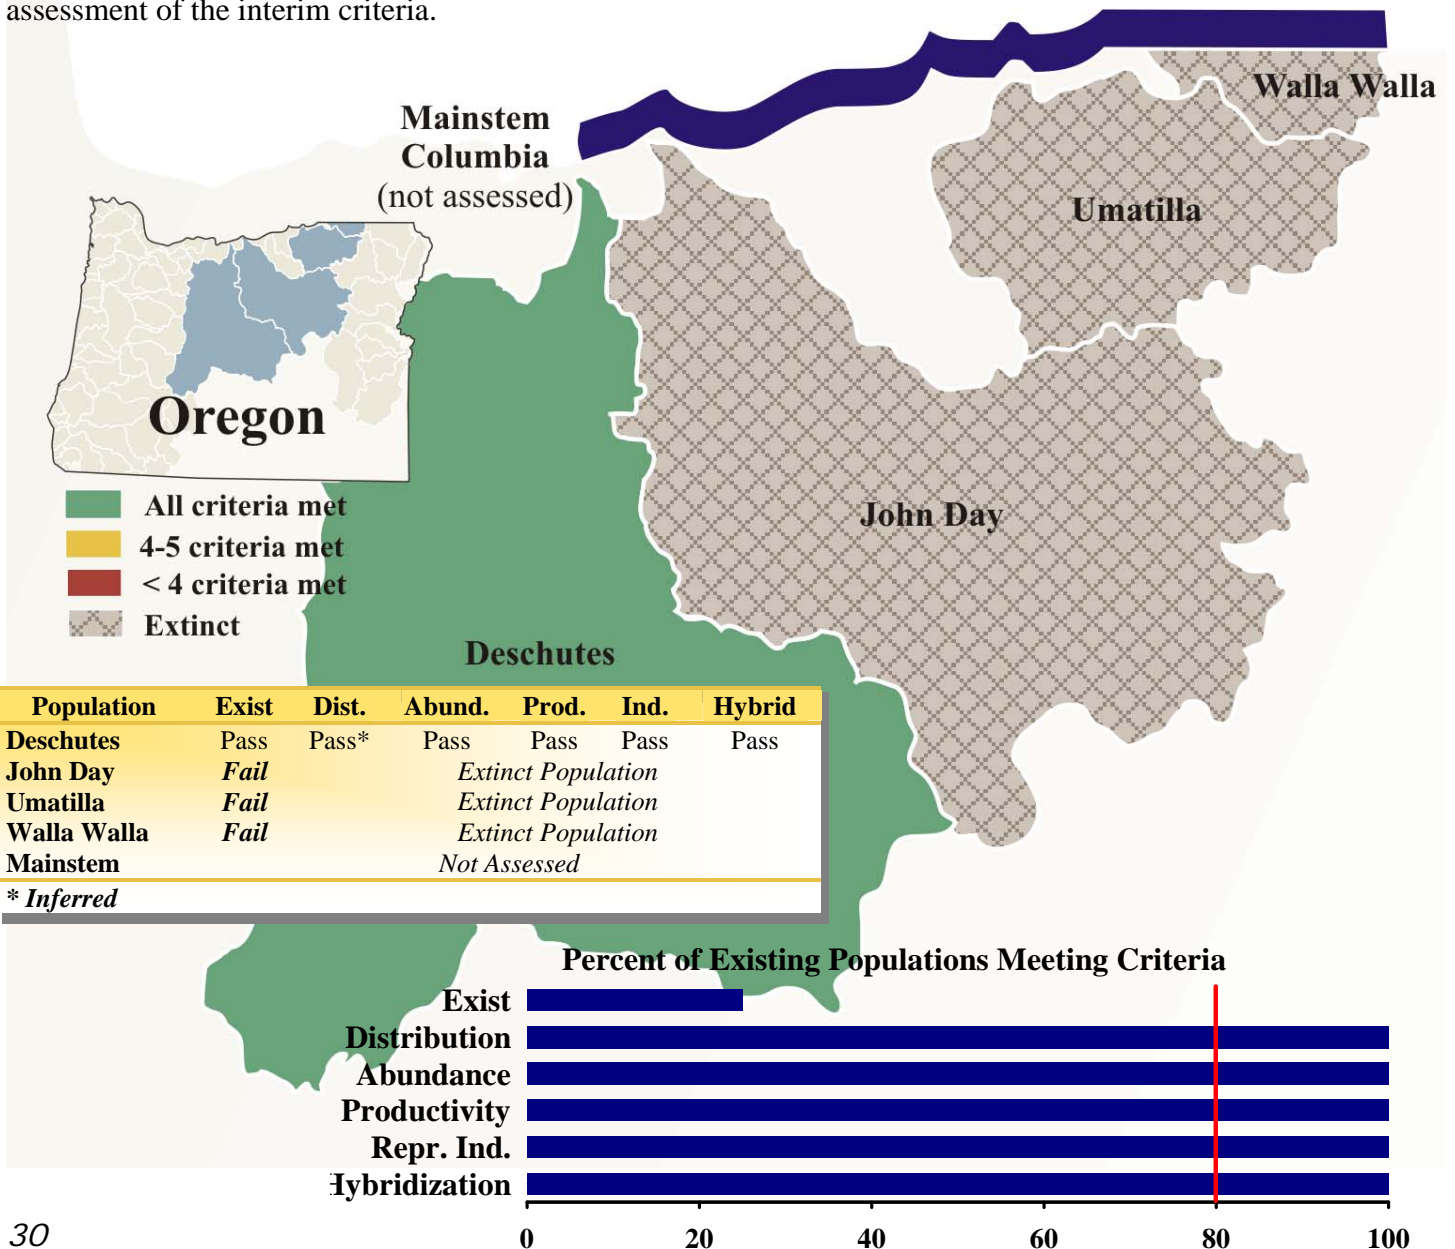 assessment of the interim criteria.
Walla Walla
Mainstem
Columbia
(not assessed)
Umatilla
Oregon
John Day
All criteria met
4-5 criteria met
< 4 criteria met
Extinct
Deschutes
Population Exist Dist. Abund. Prod. Ind. Hybrid
Deschutes Pass Pass* Pass Pass Pass Pass
John Day Fail Extinct Population
Umatilla Fail Extinct Population
Walla Walla Fail Extinct Population
Mainstem Not Assessed
* Inferred
Percent of Existing Populations Meeting Criteria
Exist
Distribution
Abundance
Productivity
Repr. Ind.
Hybridization
0 20 40 60 80 100
30